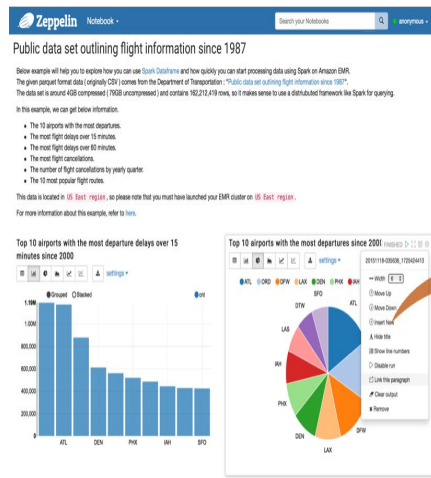 Zeppelin Notebook
Search your Notebooks
anonymous
Public data set outlining flight information since 1987
Below example will help you to explore how you can use Spark Dataframe and how quickly you can start processing data using Spark on Amazon EMR.
The given parquet format data ( originally CSV ) comes from the Department of Transportation : "Public data set outlining flight information since 1987".
The data set is around 4GB compressed ( 79GB uncompressed ) and contains 162,212,419 rows, so it makes sense to use a distriubuted framework like Spark for querying.
In this example, we can get below information.
• The 10 airports with the most departures.
• The most flight delays over 15 minutes.
• The most flight delays over 60 minutes.
• The most flight cancellations.
• The number of flight cancellations by yearly quarter.
• The 10 most popular flight routes.
This data is located in US East region, so please note that you must have launched your EMR cluster on US East region.
For more information about this example, refer to here.
Top 10 airports with the most departure delays over 15
minutes since 2000
settings
Grouped Stacked cnt
1.19M
1.00M
800,000
600,000
400,000
200,000
0
ATL DEN PHX IAH SFO
Top 10 airports with the most departures since 200( FINISHED
settings
ATL ORD DFW LAX DEN PHX IAH
SFO
DTW
LAS
IAH
PHX
DEN
LAX
DFW
ATL
Width 6
Move Up
Move Down
Insert New
Hide title
Show line numbers
Disable run
Link this paragraph
Clear output
Remove